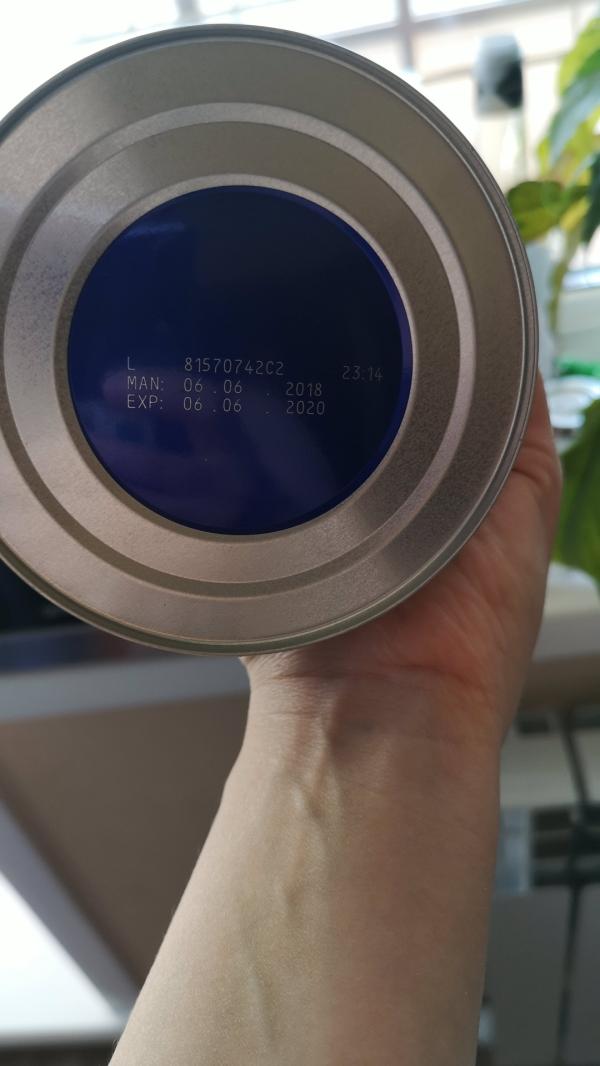 L 81570742C2 23:14
MAN: 06 . 06 . 2018
EXP: 06 . 06 . 2020